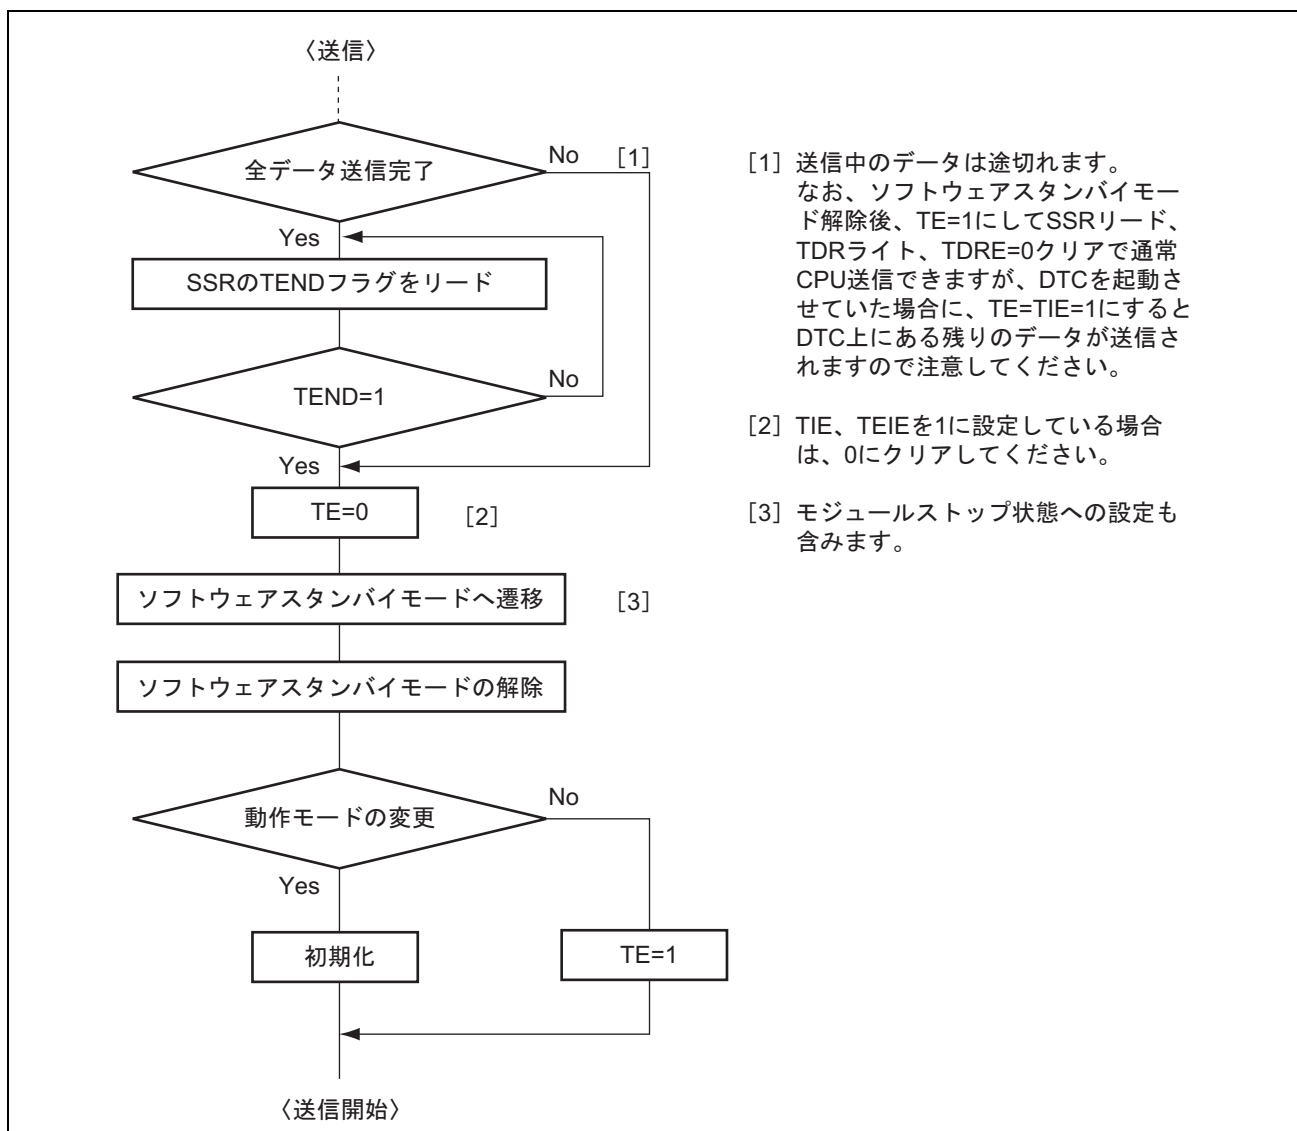 〈送信〉
全データ送信完了
No [1]
Yes
SSRのTENDフラグをリード
TEND=1
No
Yes
TE=0
[2]
ソフトウェアスタンバイモードへ遷移
[3]
ソフトウェアスタンバイモードの解除
動作モードの変更
No
Yes
初期化
TE=1
〈送信開始〉
[1] 送信中のデータは途切れます。
なお、ソフトウェアスタンバイモー
ド解除後、TE=1にしてSSRリード、
TDRライト、TDRE=0クリアで通常
CPU送信できますが、DTCを起動さ
せていた場合に、TE=TIE=1にすると
DTC上にある残りのデータが送信さ
れますので注意してください。
[2] TIE、TEIEを1に設定している場合
は、0にクリアしてください。
[3] モジュールストップ状態への設定も
含みます。